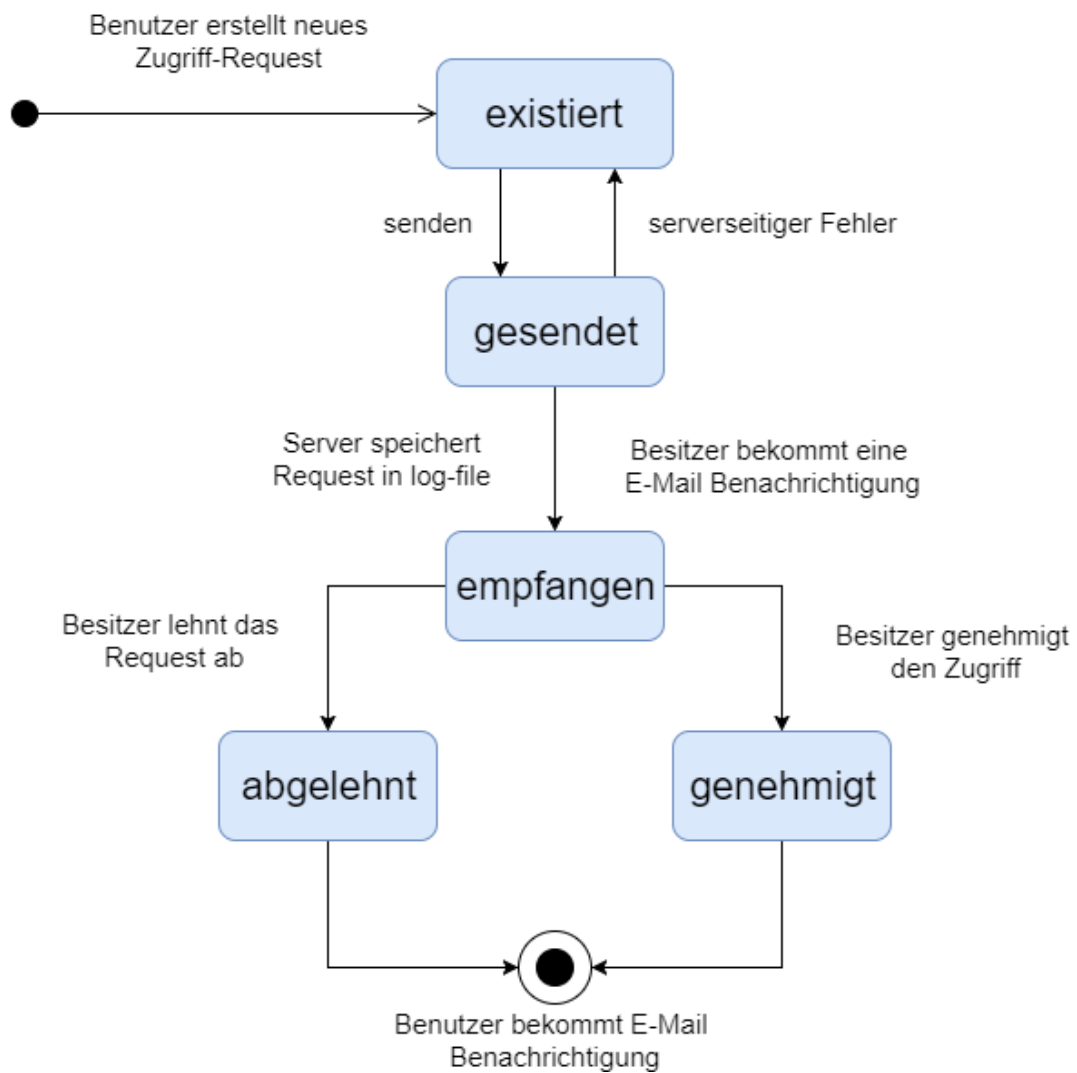 Benutzer erstellt neues
Zugriff-Request
existiert
senden
serverseitiger Fehler
gesendet
Server speichert
Request in log-file
Besitzer bekommt eine
E-Mail Benachrichtigung
empfangen
Besitzer lehnt das
Request ab
Besitzer genehmigt
den Zugriff
abgelehnt
genehmigt
Benutzer bekommt E-Mail
Benachrichtigung